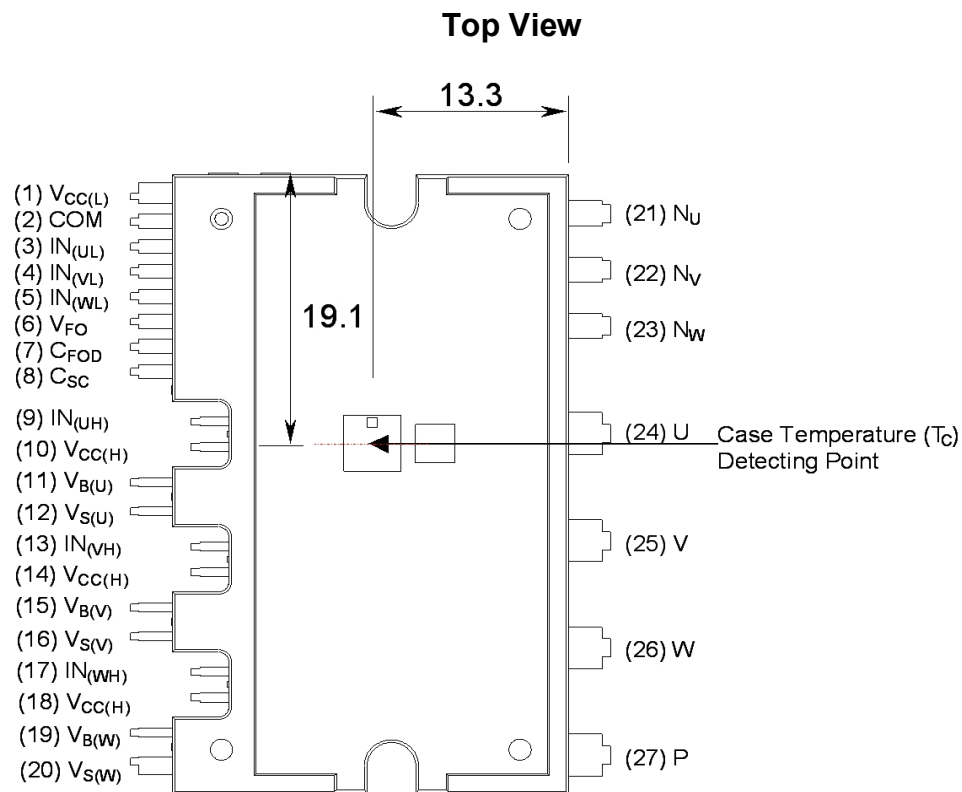 Top View
13.3
19.1
(1) VCC(L)
(2) COM
(3) IN(UL)
(4) IN(VL)
(5) IN(WL)
(6) VFO
(7) CFOD
(8) CSC
(9) IN(UH)
(10) VCC(H)
(11) VB(U)
(12) VS(U)
(13) IN(VH)
(14) VCC(H)
(15) VB(V)
(16) VS(V)
(17) IN(WH)
(18) VCC(H)
(19) VB(W)
(20) VS(W)
(21) NU
(22) NV
(23) NW
(24) U
Case Temperature (TC)
Detecting Point
(25) V
(26) W
(27) P